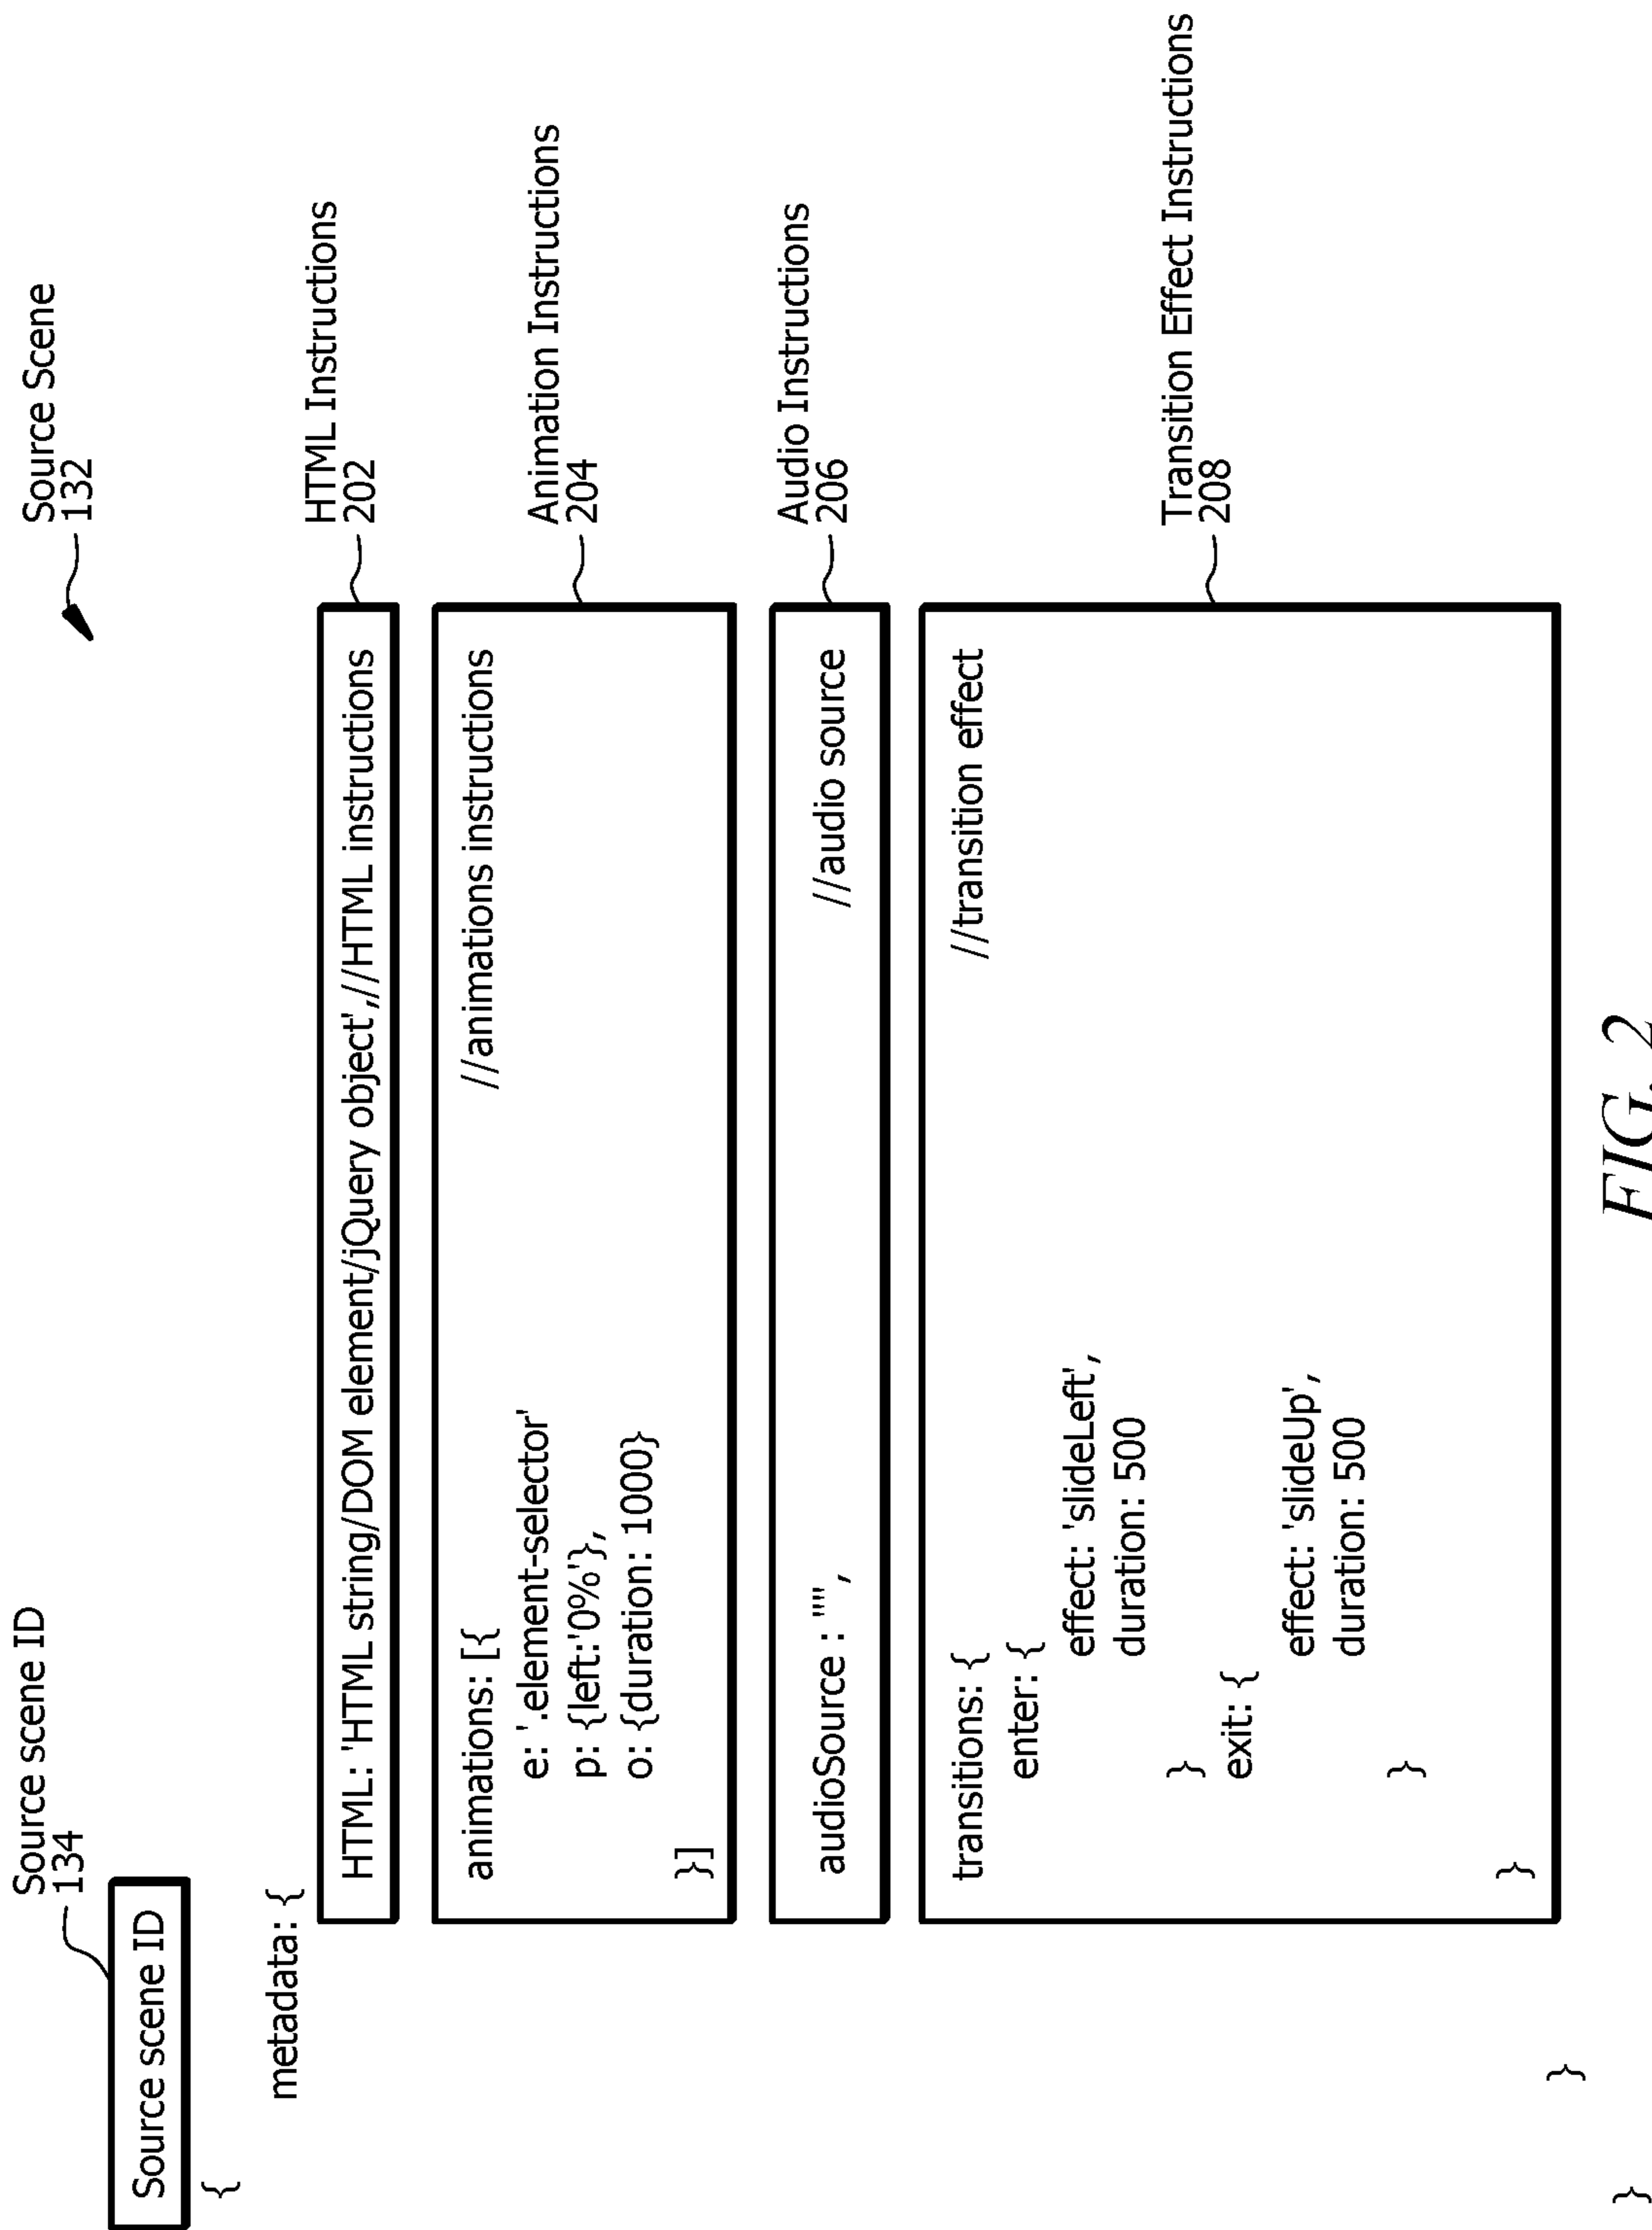 Source Scene
132
Source scene ID
134
Source scene ID
{
metadata: {
HTML Instructions
202
HTML: 'HTML string/DOM element/jQuery object',//HTML instructions
Animation Instructions
204
animations: [{ //animations instructions
e: '.element-selector'
p: {left:'0%'},
o: {duration: 1000}
}]
Audio Instructions
206
audioSource : "", //audio source
Transition Effect Instructions
208
transitions: { //transition effect
enter: {
effect: 'slideLeft',
duration: 500
}
exit: {
effect: 'slideUp',
duration: 500
}
}
}
}
FIG. 2